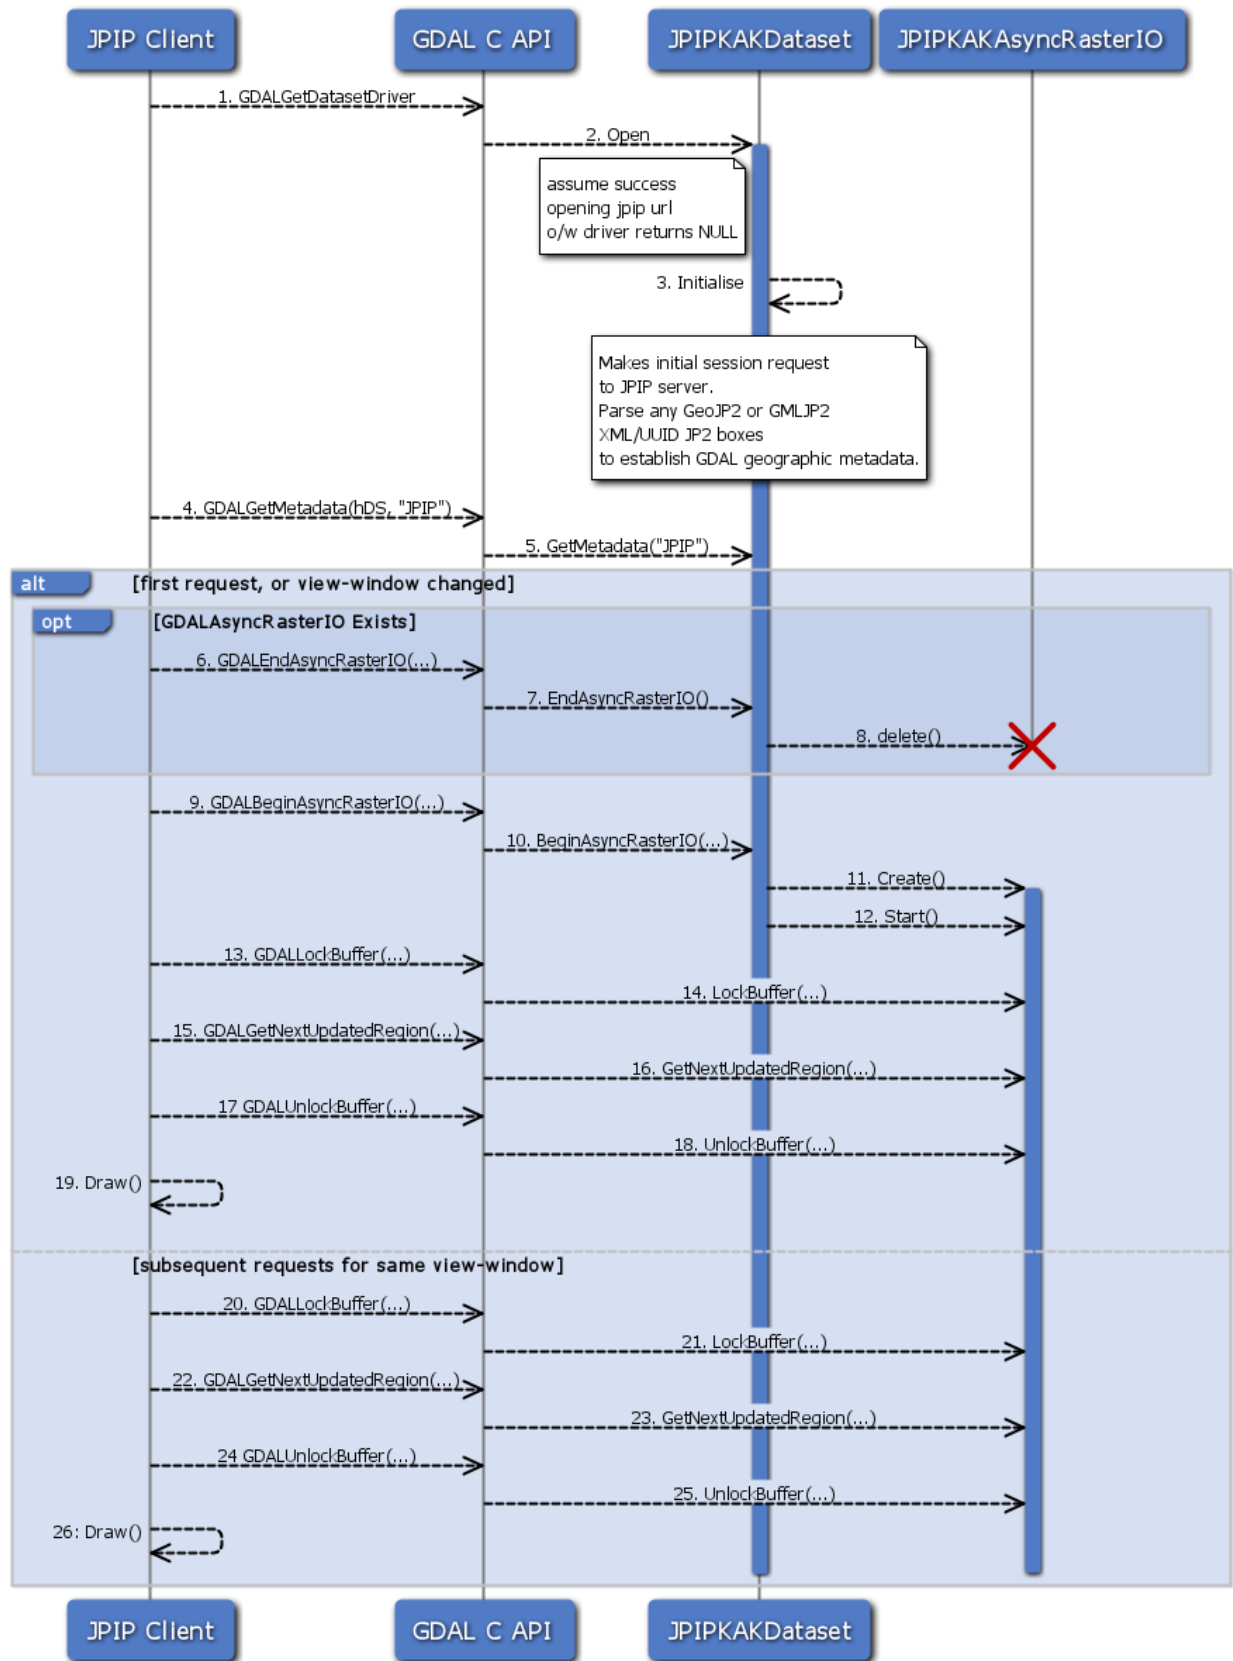 JPIP Client
GDAL C API
JPIPKAKDataset
JPIPKAKAsyncRasterIO
1. GDALGetDatasetDriver
2. Open
assume success
opening jpip url
o/w driver returns NULL
3. Initialise
Makes initial session request
to JPIP server.
Parse any GeoJP2 or GMLJP2
XML/UUID JP2 boxes
to establish GDAL geographic metadata.
4. GDALGetMetadata(hDS, "JPIP")
5. GetMetadata("JPIP")
alt
[first request, or view-window changed]
opt
[GDALAsyncRasterIO Exists]
6. GDALEndAsyncRasterIO(...)
7. EndAsyncRasterIO()
8. delete()
9. GDALBeginAsyncRasterIO(...)
10. BeginAsyncRasterIO(...)
11. Create()
12. Start()
13. GDALLockBuffer(...)
14. LockBuffer(...)
15. GDALGetNextUpdatedRegion(...)
16. GetNextUpdatedRegion(...)
17 GDALUnlockBuffer(...)
18. UnlockBuffer(...)
19. Draw()
[subsequent requests for same view-window]
20. GDALLockBuffer(...)
21. LockBuffer(...)
22. GDALGetNextUpdatedRegion(...)
23. GetNextUpdatedRegion(...)
24 GDALUnlockBuffer(...)
25. UnlockBuffer(...)
26: Draw()
JPIP Client
GDAL C API
JPIPKAKDataset